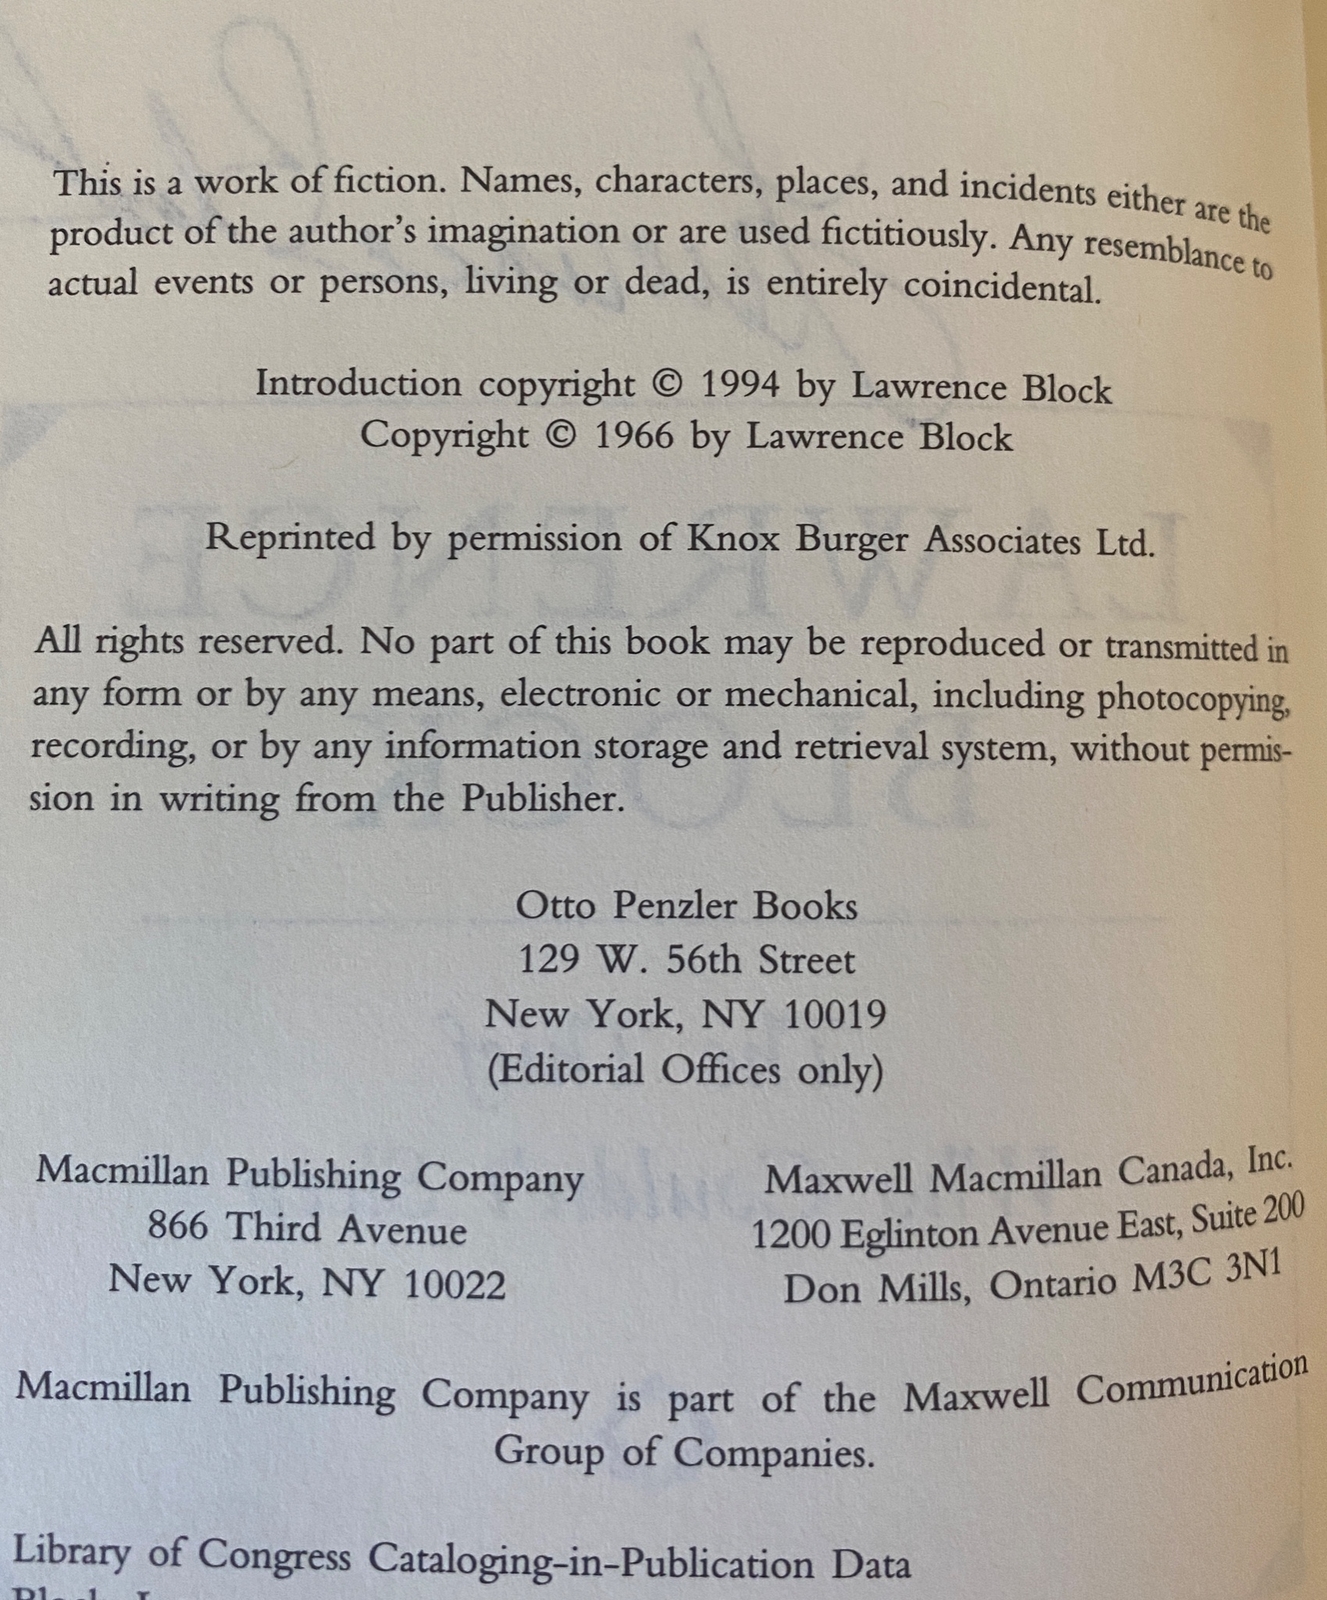 This is a work of fiction. Names, characters, places, and incidents either are the
product of the author's imagination or are used fictitiously. Any resemblance to
actual events or persons, living or dead, is entirely coincidental.
Introduction copyright © 1994 by Lawrence Block
Copyright © 1966 by Lawrence Block
Reprinted by permission of Knox Burger Associates Ltd.
All rights reserved. No part of this book may be reproduced or transmitted in
any form or by any means, electronic or mechanical, including photocopying,
recording, or by any information storage and retrieval system, without permis-
sion in writing from the Publisher.
Otto Penzler Books
129 W. 56th Street
New York, NY 10019
(Editorial Offices only)
Macmillan Publishing Company
866 Third Avenue
New York, NY 10022
Maxwell Macmillan Canada, Inc.
1200 Eglinton Avenue East, Suite 200
Don Mills, Ontario M3C 3N1
Macmillan Publishing Company is part of the Maxwell Communication
Group of Companies.
Library of Congress Cataloging-in-Publication Data
LAWRENCE
BLOCK